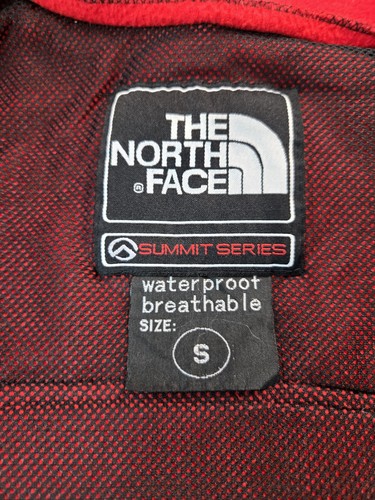 THE
NORTH
FACE
®
SUMMIT SERIES
waterproof
breathable
SIZE:
S